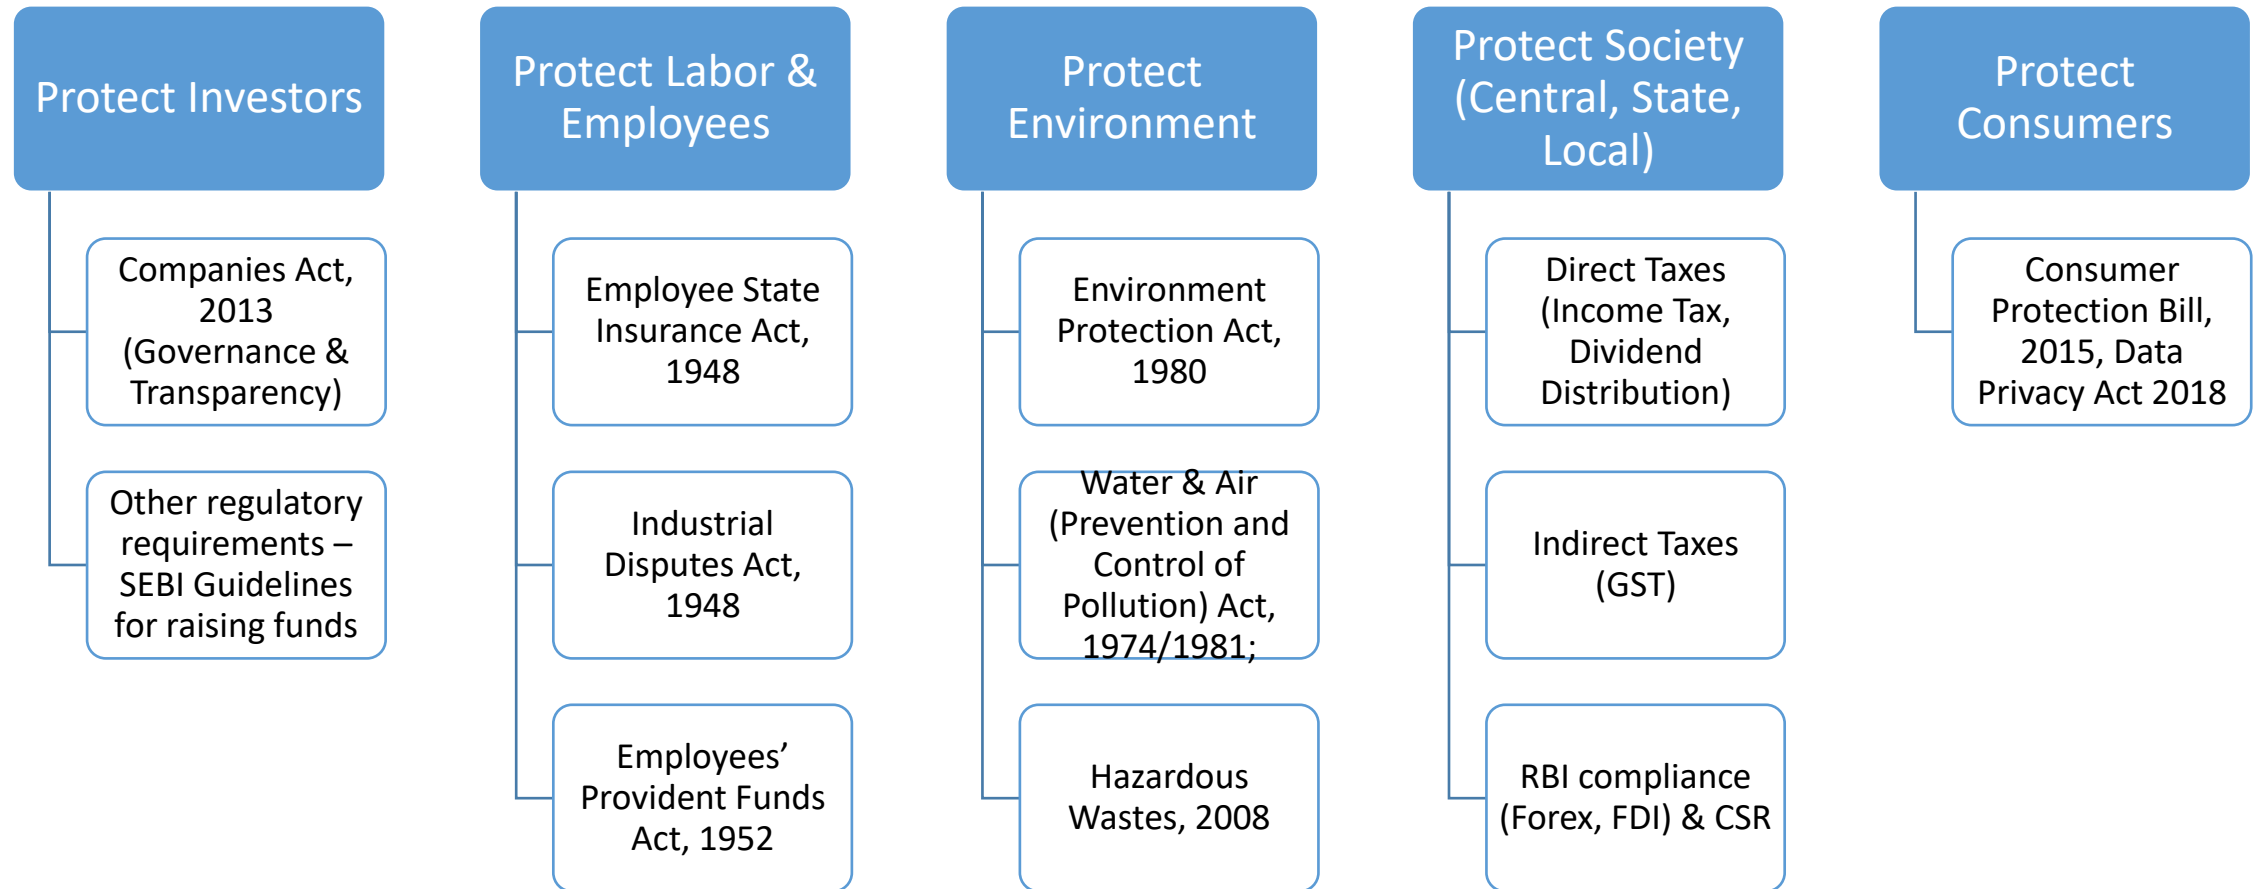 Protect Investors
Companies Act,
2013
(Governance &
Transparency)
Other regulatory
requirements –
SEBI Guidelines
for raising funds
Protect Labor &
Employees
Employee State
Insurance Act,
1948
Industrial
Disputes Act,
1948
Employees’
Provident Funds
Act, 1952
Protect
Environment
Environment
Protection Act,
1980
Water & Air
(Prevention and
Control of
Pollution) Act,
1974/1981;
Hazardous
Wastes, 2008
Protect Society
(Central, State,
Local)
Direct Taxes
(Income Tax,
Dividend
Distribution)
Indirect Taxes
(GST)
RBI compliance
(Forex, FDI) & CSR
Protect
Consumers
Consumer
Protection Bill,
2015, Data
Privacy Act 2018